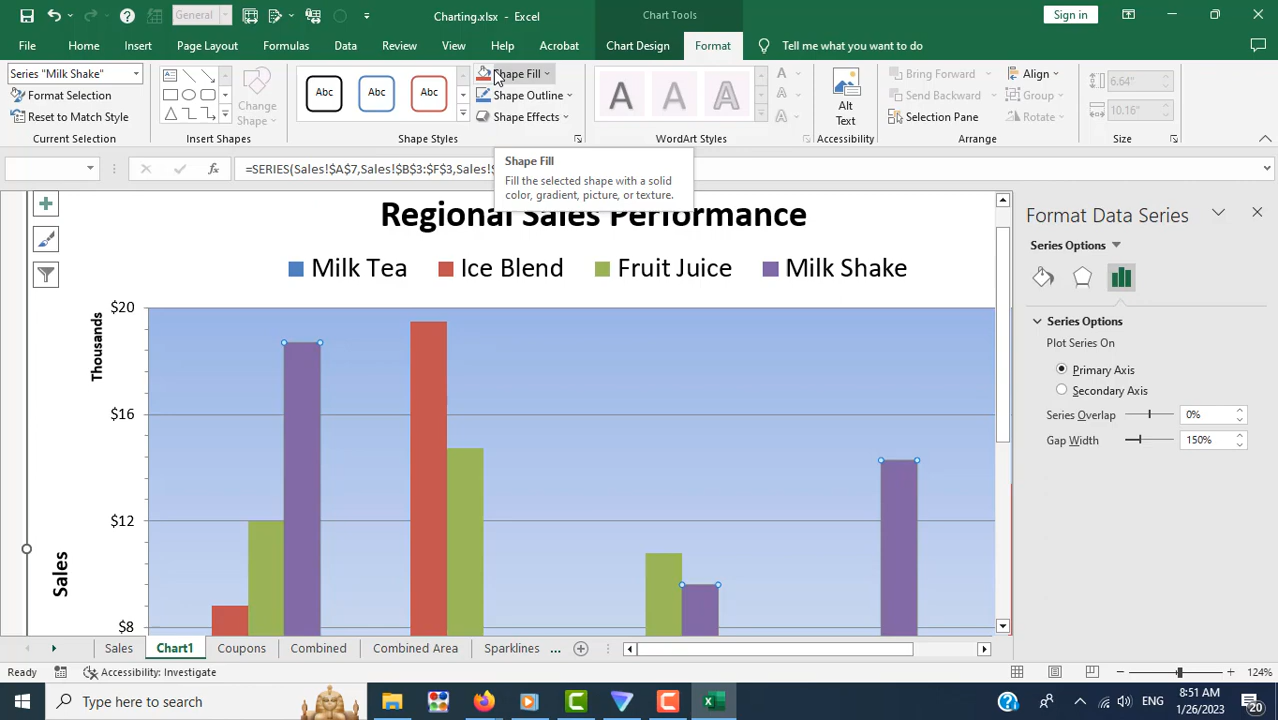 General
Charting.xlsx - Excel
Chart Tools
Sign in
File
Home
Insert
Page Layout
Formulas
Data
Review
View
Help
Acrobat
Chart Design
Format
Tell me what you want to do
Series "Milk Shake"
Format Selection
Reset to Match Style
Current Selection
Change
Shape
Insert Shapes
Abc
Abc
Abc
Shape Fill
Shape Outline
Shape Effects
Shape Styles
A
A
A
A
A
A
WordArt Styles
Alt
Text
Accessibility
Bring Forward
Send Backward
Selection Pane
Align
Group
Rotate
Arrange
6.64"
10.16"
Size
fx
=SERIES(Sales!$A$7,Sales!$B$3:$F$3,Sales!$
Shape Fill
Fill the selected shape with a solid
color, gradient, picture, or texture.
Regional Sales Performance
Milk Tea
Ice Blend
Fruit Juice
Milk Shake
Thousands
Sales
$20
$16
$12
$8
Format Data Series
Series Options
Series Options
Plot Series On
Primary Axis
Secondary Axis
Series Overlap
0%
Gap Width
150%
Sales
Chart1
Coupons
Combined
Combined Area
Sparklines
...
Ready
Accessibility: Investigate
124%
Type here to search
ENG
8:51 AM
1/26/2023
20